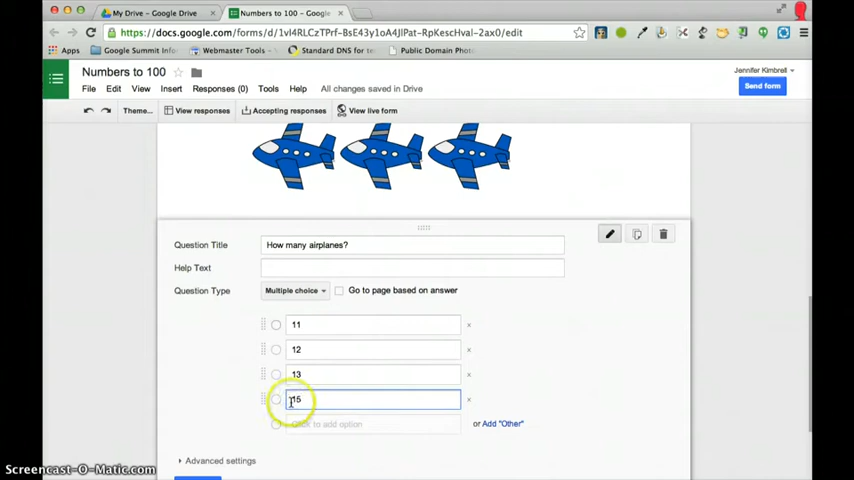 My Drive - Google Drive
Numbers to 100 - Google
https://docs.google.com/forms/d/1vl4RLCzTPrf-BsE43y1oA4JlPat-RpKescHval-2ax0/edit
Apps Google Summit Info Webmaster Tools Standard DNS for Public Domain Pho
Numbers to 100
Jennifer Kimbrell
File Edit View Insert Responses (0) Tools Help All changes saved in Drive
Send form
Theme... View responses Accepting responses View live form
Question Title How many airplanes?
Help Text
Question Type Multiple choice Go to page based on answer
11
12
13
15
Click to add option or Add "Other"
Advanced settings
Screencast-O-Matic.com